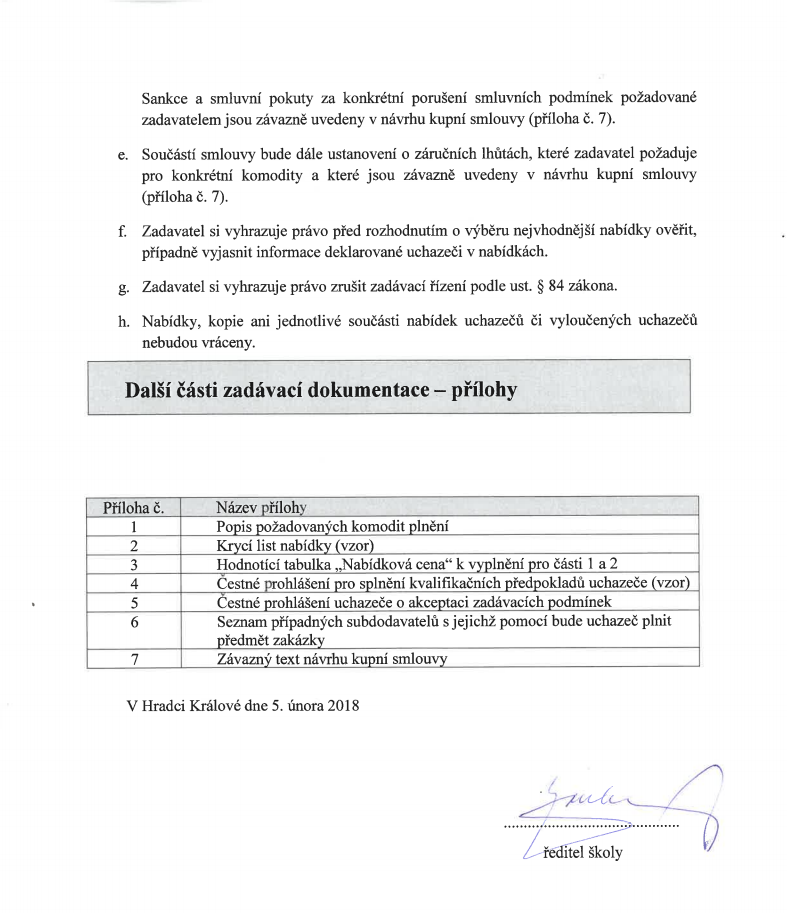 Sankce a smluvní pokuty za konkrétní porušení smluvních podmínek požadované
zadavatelem jsou závazně uvedeny v návrhu kupní smlouvy (příloha č. 7).
e. Součástí smlouvy bude dále ustanovení o záručních lhůtách, které zadavatel požaduje
pro konkrétní komodity a které jsou závazně uvedeny v návrhu kupní smlouvy
(příloha č. 7).
f. Zadavatel si vyhrazuje právo před rozhodnutím o výběru nejvhodnější nabídky ověřit,
případně vyjasnit informace deklarované uchazeči v nabídkách.
g. Zadavatel si vyhrazuje právo zrušit zadávací řízení podle ust. § 84 zákona.
h. Nabídky, kopie ani jednotlivé součásti nabídek uchazečů či vyloučených uchazečů
nebudou vráceny.
Další části zadávací dokumentace – přílohy
Příloha č. Název přílohy
1 Popis požadovaných komodit plnění
2 Krycí list nabídky (vzor)
3 Hodnotící tabulka „Nabídková cena“ k vyplnění pro části 1 a 2
4 Čestné prohlášení pro splnění kvalifikačních předpokladů uchazeče (vzor)
5 Čestné prohlášení uchazeče o akceptaci zadávacích podmínek
6 Seznam případných subdodavatelů s jejichž pomocí bude uchazeč plnit
předmět zakázky
7 Závazný text návrhu kupní smlouvy
V Hradci Králové dne 5. února 2018
ředitel školy